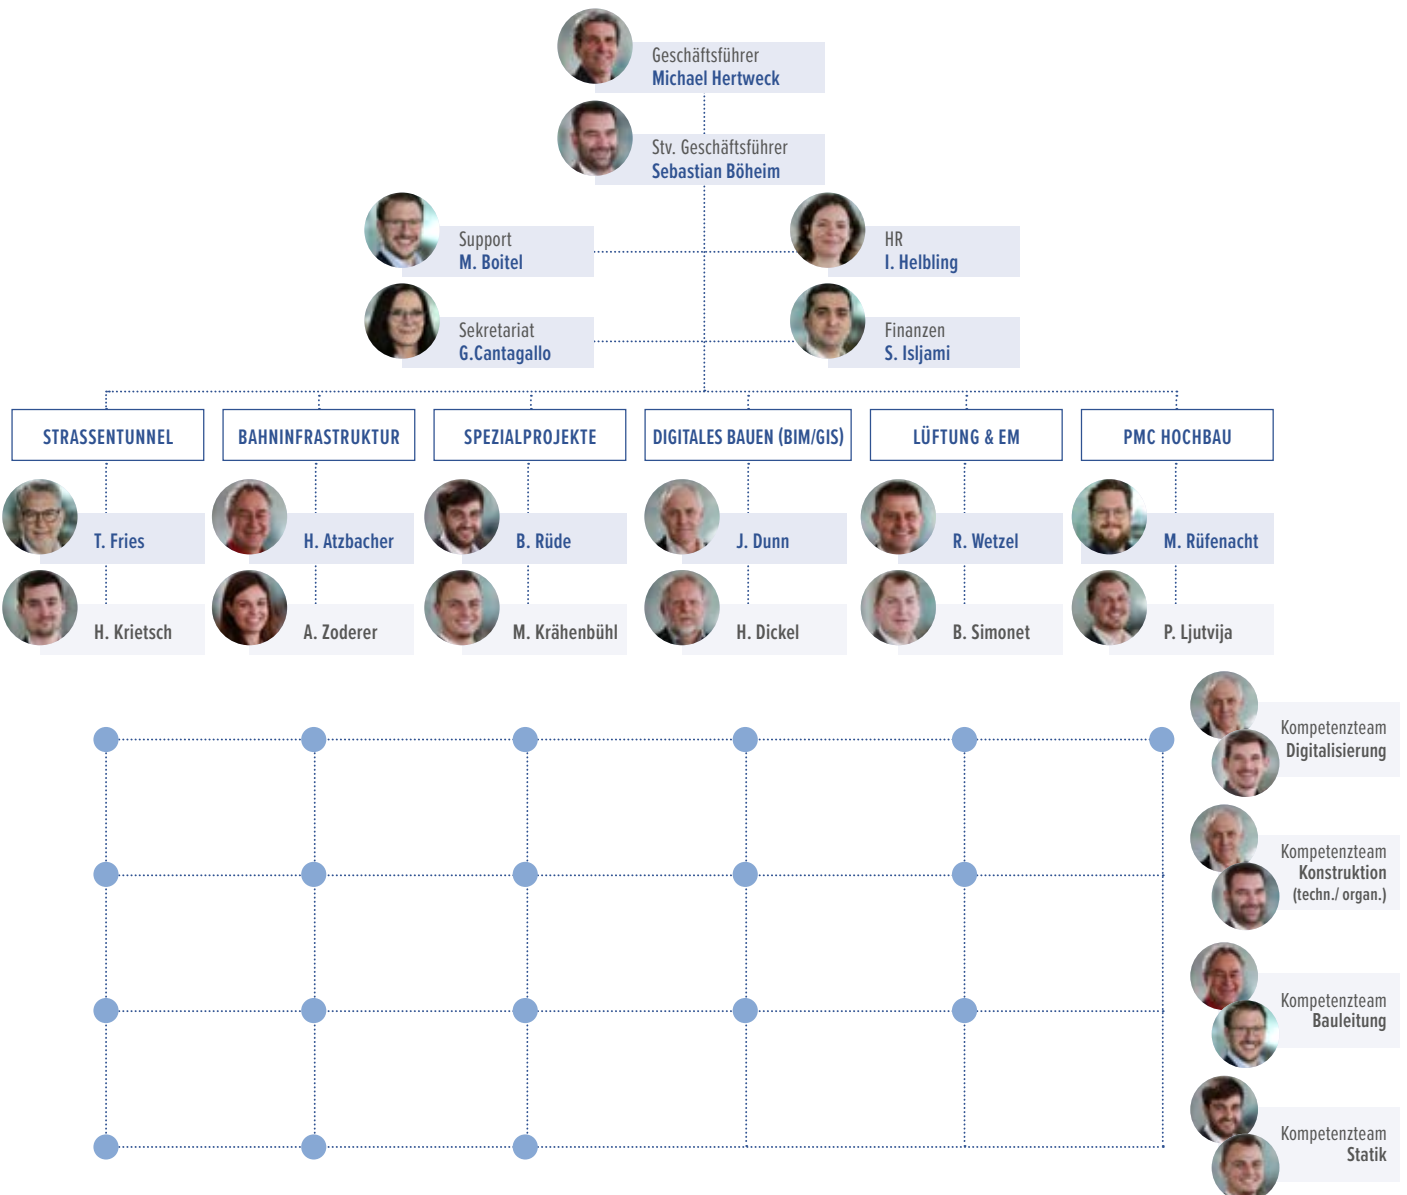 Geschäftsführer
Michael Hertweck
Stv. Geschäftsführer
Sebastian Böheim
Support
M. Boitel
HR
I. Helbling
Sekretariat
G.Cantagallo
Finanzen
S. Isljami
STRASSENTUNNEL
BAHNINFRASTRUKTUR
SPEZIALPROJEKTE
DIGITALES BAUEN (BIM/GIS)
LÜFTUNG & EM
PMC HOCHBAU
T. Fries
H. Atzbacher
B. Rüde
J. Dunn
R. Wetzel
M. Rüfenacht
H. Krietsch
A. Zoderer
M. Krähenbühl
H. Dickel
B. Simonet
P. Ljutvija
Kompetenzteam
Digitalisierung
Kompetenzteam
Konstruktion
(techn./ organ.)
Kompetenzteam
Bauleitung
Kompetenzteam
Statik